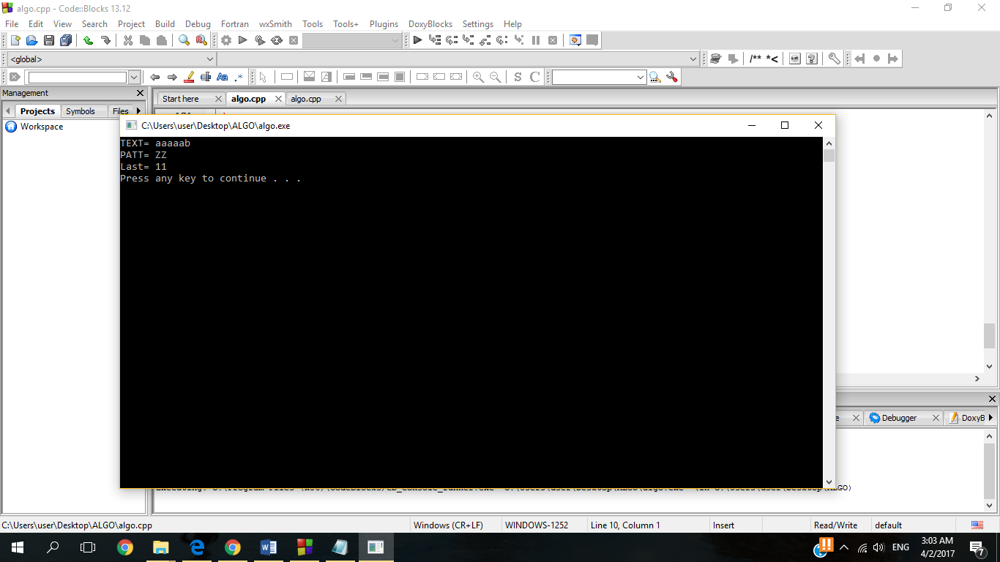 algo.cpp - Code::Blocks 13.12
File Edit View Search Project Build Debug Fortran wxSmith Tools Tools+ Plugins DoxyBlocks Settings Help
<global>
/** *<
Aa .*
S C
Management
Projects Symbols Files
Workspace
Start here algo.cpp algo.cpp
C:\Users\user\Desktop\ALGO\algo.exe
TEXT= aaaaab
PATT= ZZ
Last= 11
Press any key to continue . . .
Debugger DoxyB
C:\Users\user\Desktop\ALGO\algo.cpp Windows (CR+LF) WINDOWS-1252 Line 10, Column 1 Insert Read/Write default
ENG 3:03 AM
4/2/2017 7